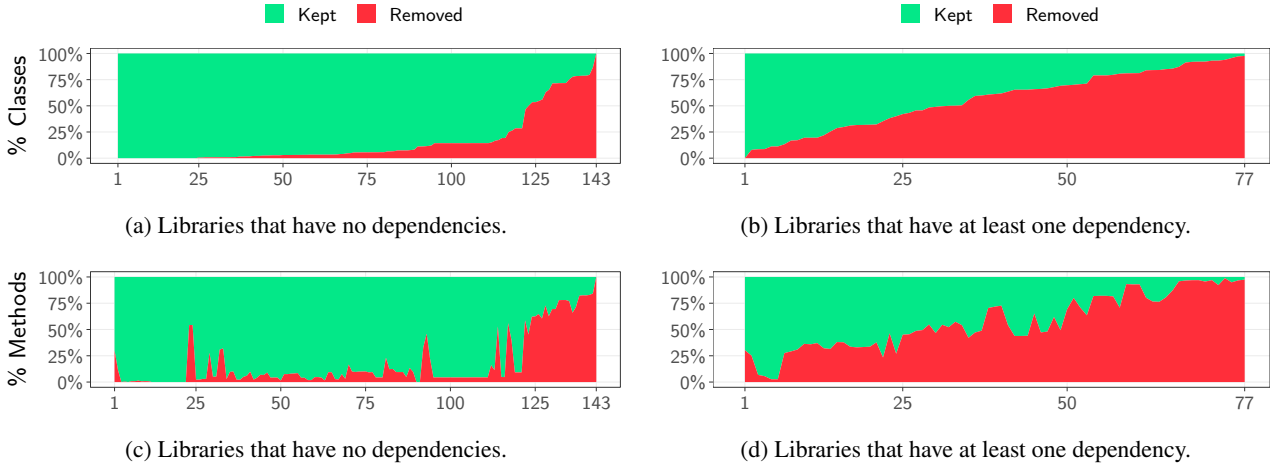 Kept Removed
Kept Removed
% Classes
100%
75%
50%
25%
0%
1 25 50 75 100 125 143
100%
75%
50%
25%
0%
1 25 50 77
(a) Libraries that have no dependencies.
(b) Libraries that have at least one dependency.
% Methods
100%
75%
50%
25%
0%
1 25 50 75 100 125 143
100%
75%
50%
25%
0%
1 25 50 77
(c) Libraries that have no dependencies.
(d) Libraries that have at least one dependency.